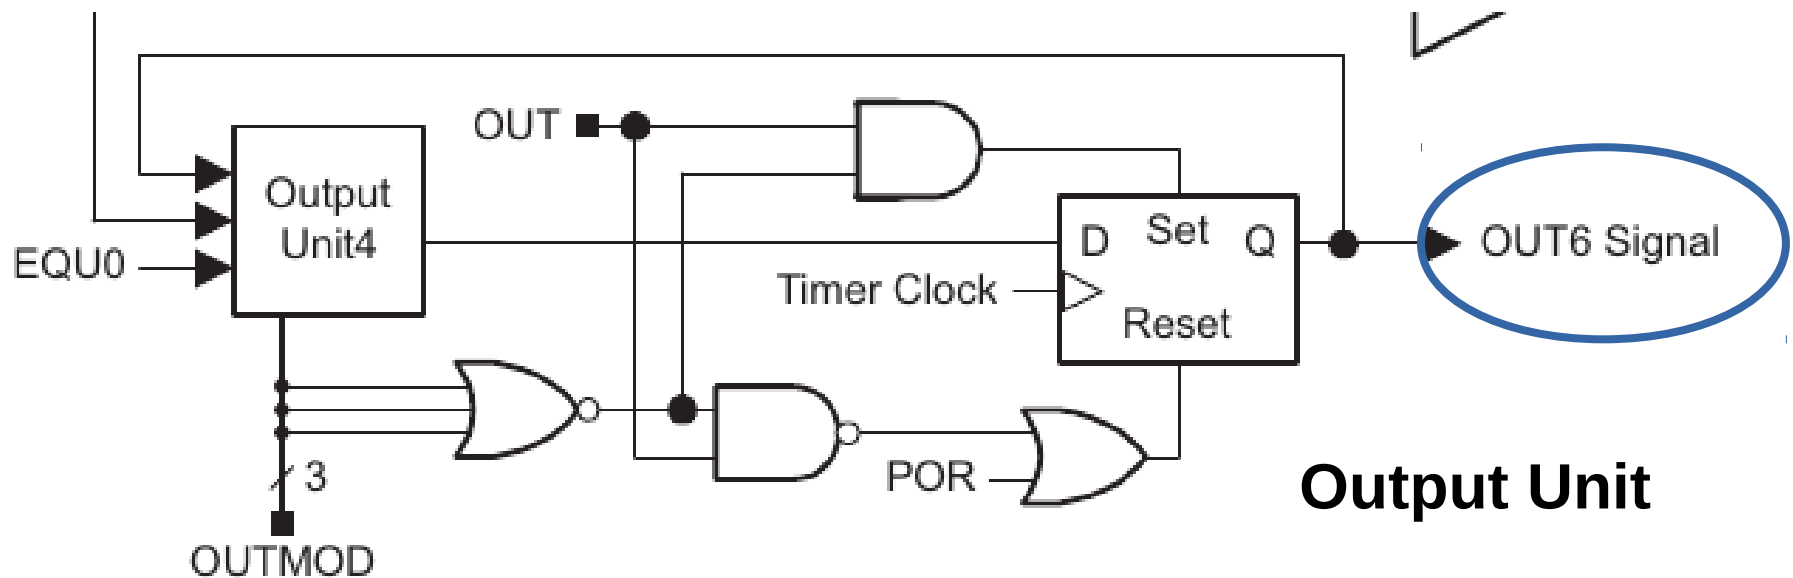 OUT
Output
Unit4
EQU0
D
Set
Q
OUT6 Signal
Timer Clock
Reset
3
POR
Output Unit
OUTMOD